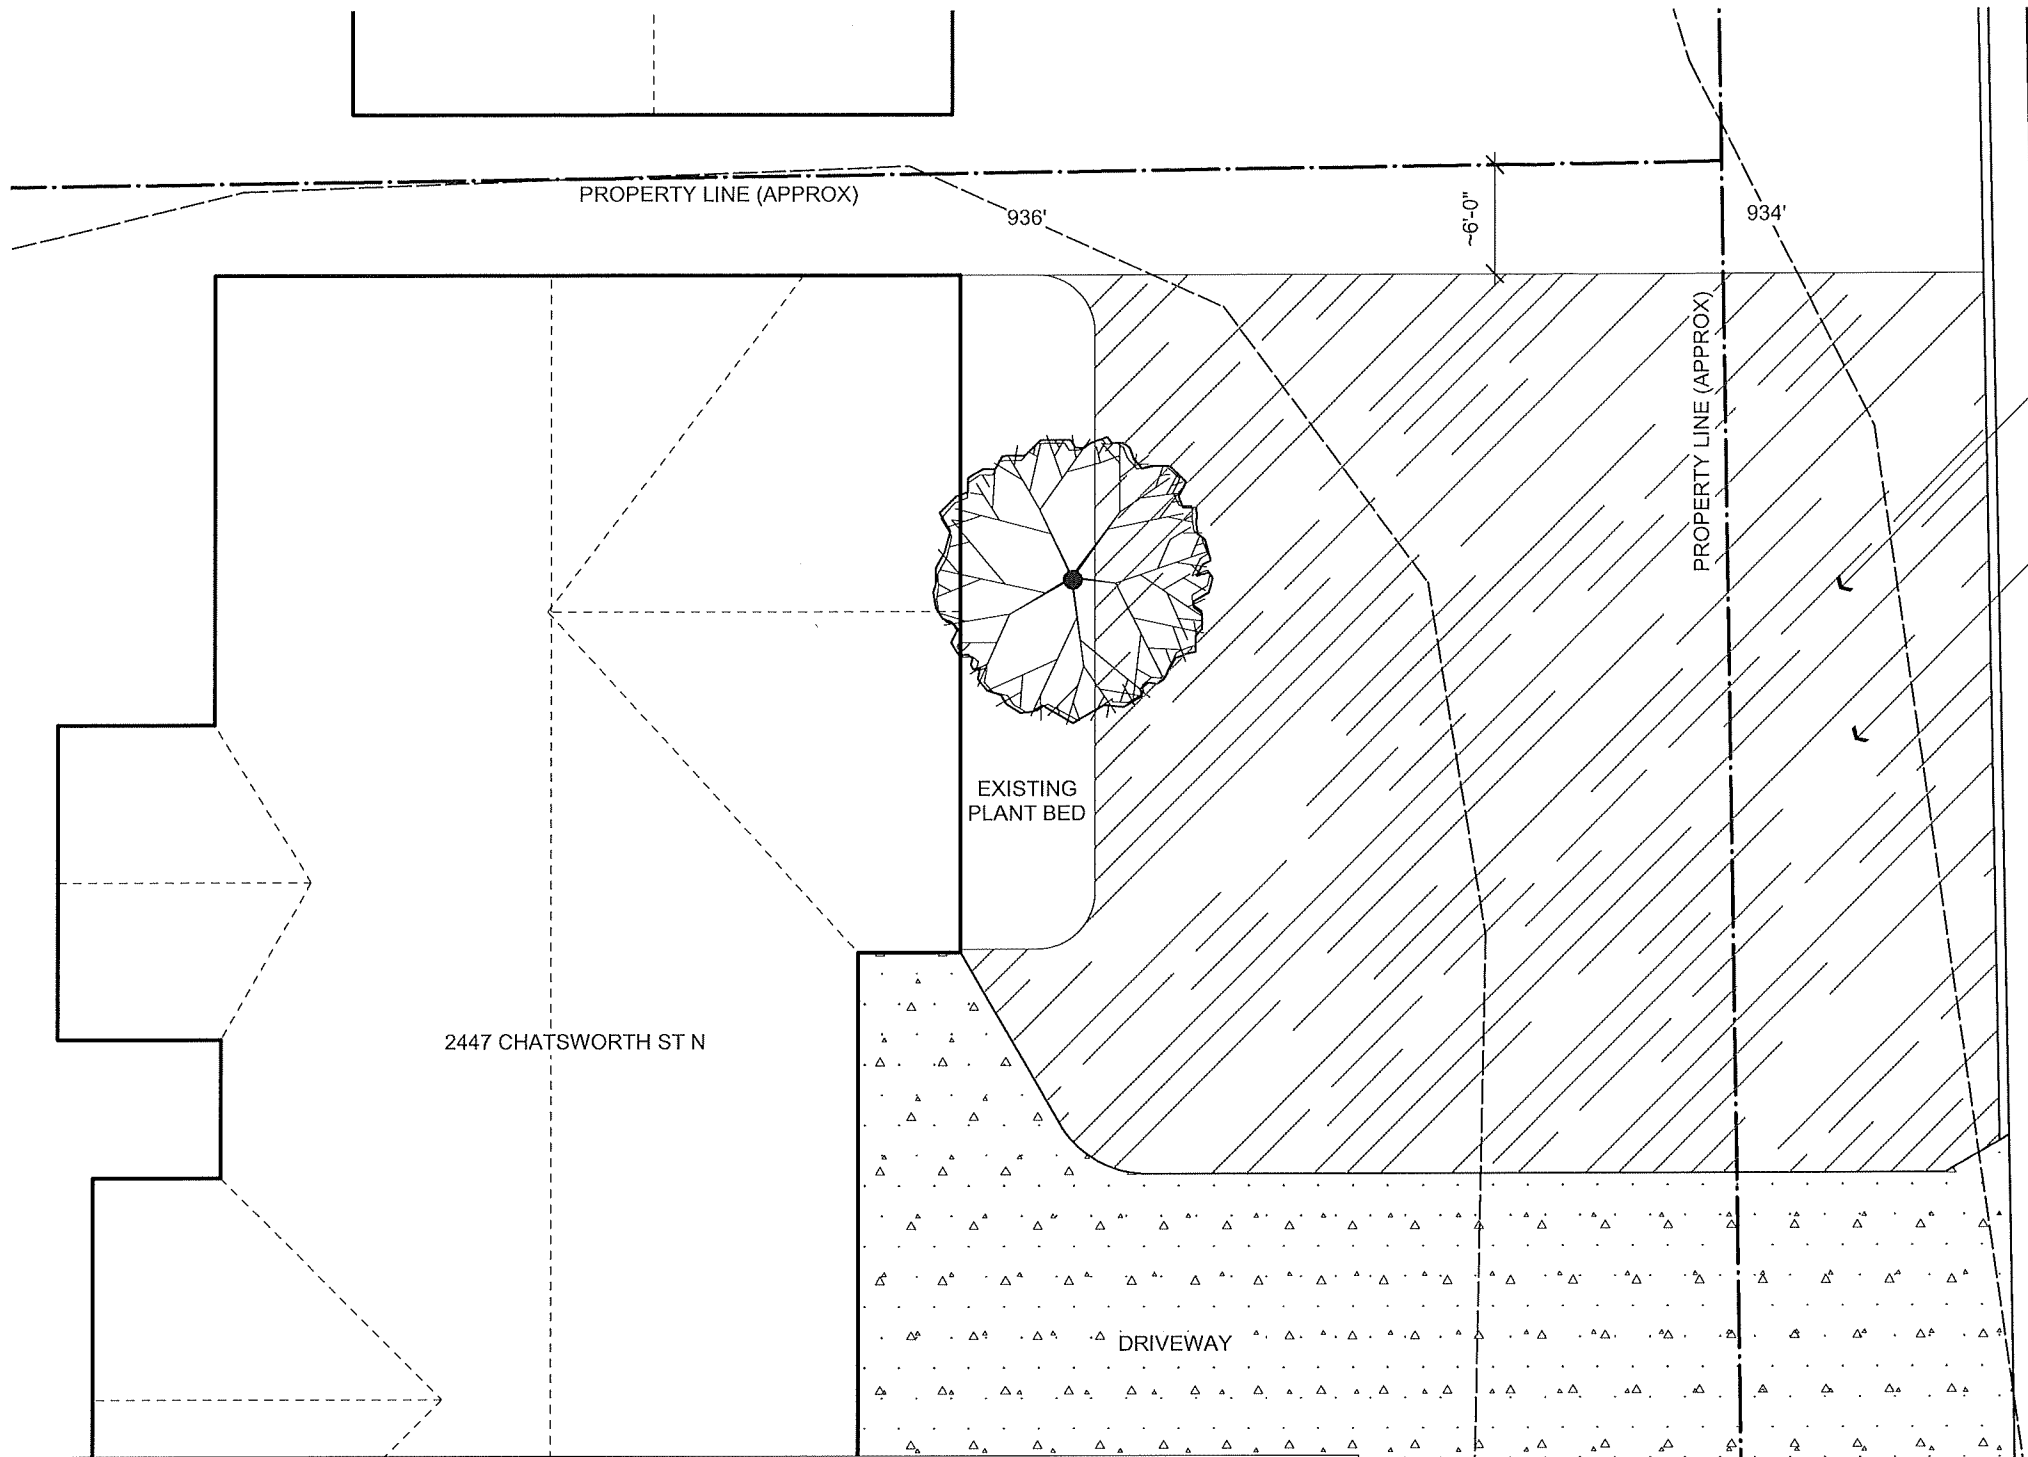 PROPERTY LINE (APPROX)
936'
~6'-0"
934'
PROPERTY LINE (APPROX)
EXISTING
PLANT BED
2447 CHATSWORTH ST N
DRIVEWAY